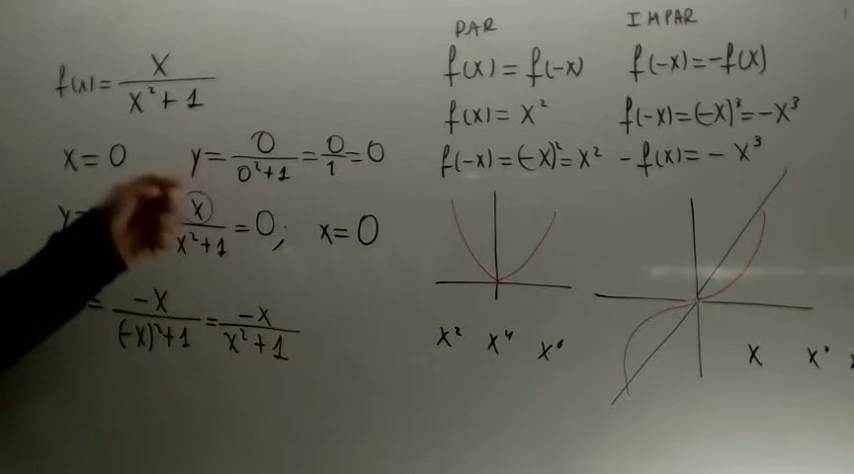 f(x)=x/(x²+1)
x=0 y=0/(0²+1)=0/1=0
x/(x²+1)=0; x=0
=-x/((-x)²+1)=-x/(x²+1)
PAR
f(x)=f(-x)
f(x)=x²
f(-x)=(-x)²=x²
x² x⁴ x⁶
IMPAR
f(-x)=-f(x)
f(-x)=(-x)³=-x³
-f(x)=-x³
x x³